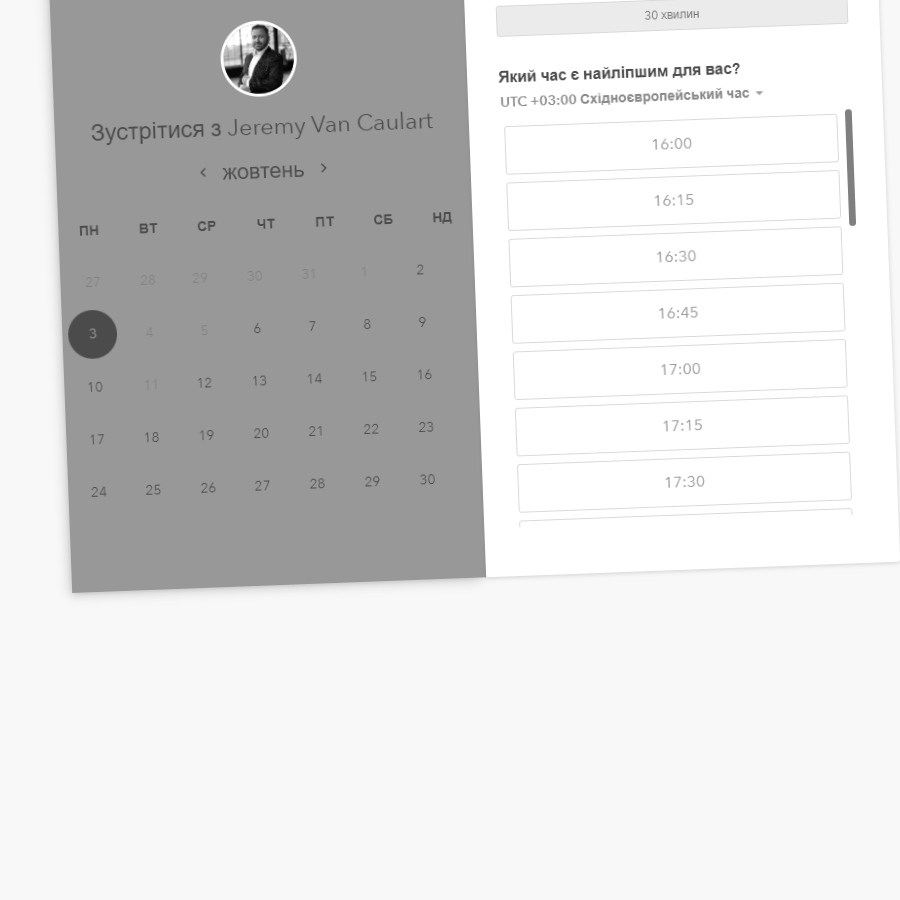 Зустрітися з Jeremy Van Caulart
жовтень
ПН ВТ СР ЧТ ПТ СБ НД
27 28 29 30 31 1 2
3 4 5 6 7 8 9
10 11 12 13 14 15 16
17 18 19 20 21 22 23
24 25 26 27 28 29 30
30 хвилин
Який час є найліпшим для вас?
UTC +03:00 Східноєвропейський час
16:00
16:15
16:30
16:45
17:00
17:15
17:30